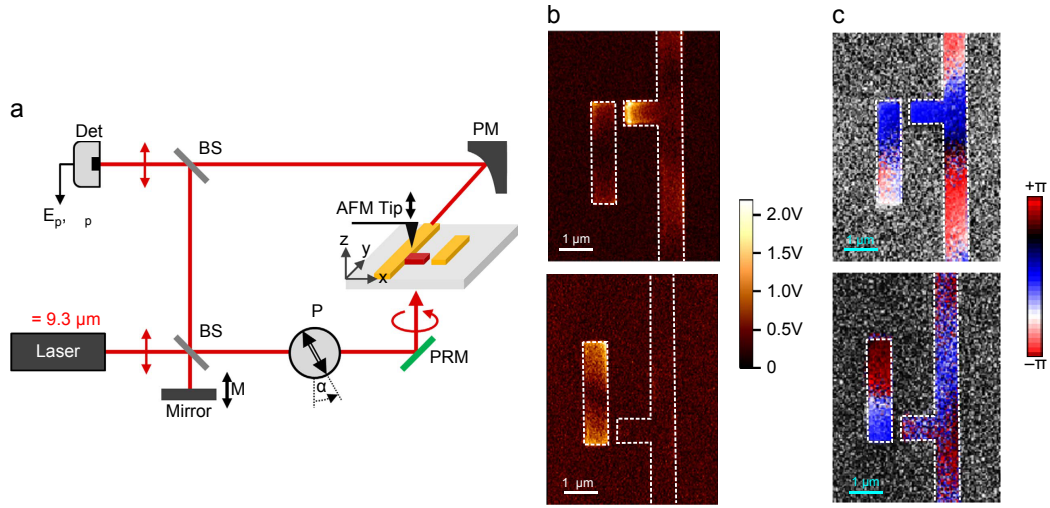 a
Det
BS
PM
E_p, p
AFM Tip
z
y
x
= 9.3 µm
Laser
BS
P
α
PRM
M
Mirror
b
1 µm
1 µm
2.0V
1.5V
1.0V
0.5V
0
c
1 µm
1 µm
+π
−π